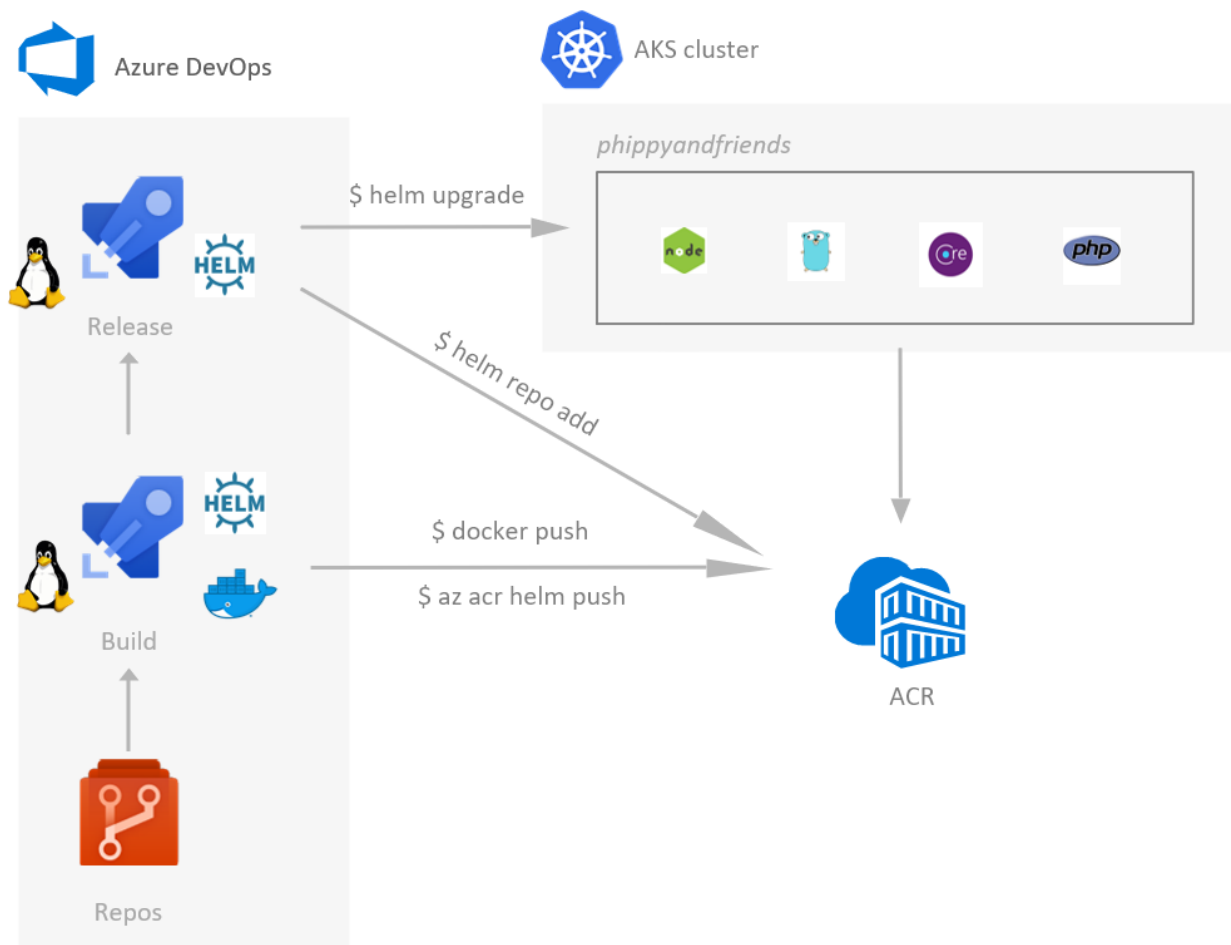 Azure DevOps
AKS cluster
phippyandfriends
$ helm upgrade
node
Core
php
HELM
Release
$ helm repo add
HELM
$ docker push
$ az acr helm push
Build
ACR
Repos